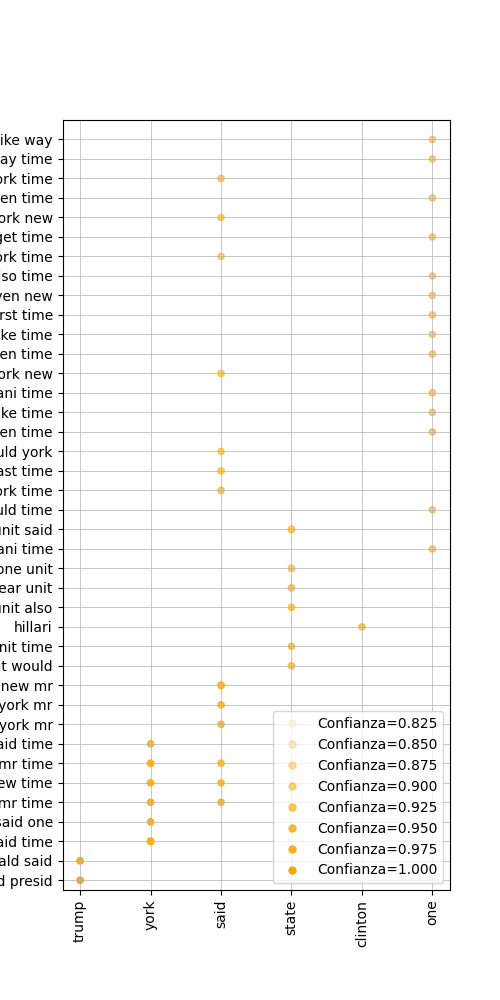 ike way
ay time
ork time
en time
ork new
get time
ork time
lso time
ven new
rst time
ke time
en time
ork new
ani time
ke time
en time
uld york
ast time
ork time
uld time
unit said
ani time
one unit
ear unit
unit also
hillari
nit time
t would
new mr
york mr
york mr
aid time
mr time
ew time
mr time
said one
aid time
ald said
d presid
Confianza=0.825
Confianza=0.850
Confianza=0.875
Confianza=0.900
Confianza=0.925
Confianza=0.950
Confianza=0.975
Confianza=1.000
trump
york
said
state
clinton
one